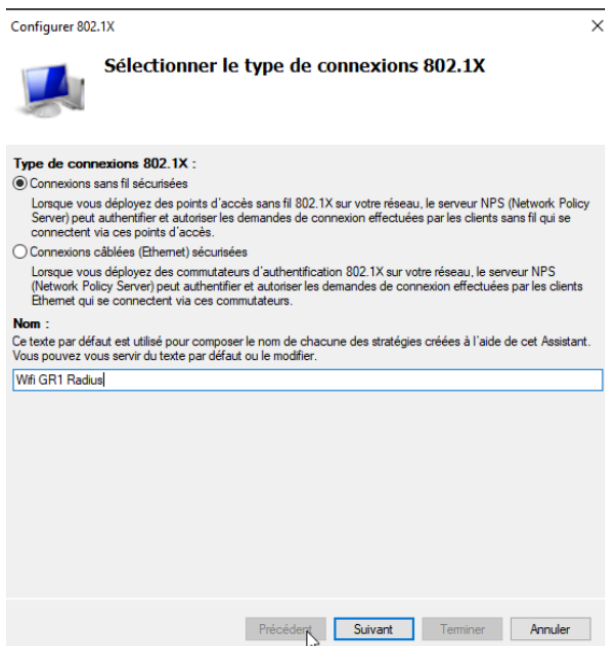 Configurer 802.1X
Sélectionner le type de connexions 802.1X
Type de connexions 802.1X :
Connexions sans fil sécurisées
Lorsque vous déployez des points d'accès sans fil 802.1X sur votre réseau, le serveur NPS (Network Policy
Server) peut authentifier et autoriser les demandes de connexion effectuées par les clients sans fil qui se
connectent via ces points d'accès.
Connexions câblées (Ethernet) sécurisées
Lorsque vous déployez des commutateurs d'authentification 802.1X sur votre réseau, le serveur NPS
(Network Policy Server) peut authentifier et autoriser les demandes de connexion effectuées par les clients
Ethernet qui se connectent via ces commutateurs.
Nom :
Ce texte par défaut est utilisé pour composer le nom de chacune des stratégies créées à l'aide de cet Assistant.
Vous pouvez vous servir du texte par défaut ou le modifier.
Wifi GR1 Radius
Précédent Suivant Terminer Annuler